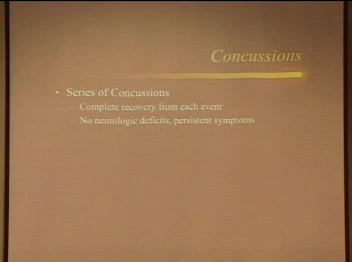 Concussions
• Series of Concussions
– Complete recovery from each event
– No neurologic deficits, persistent symptoms